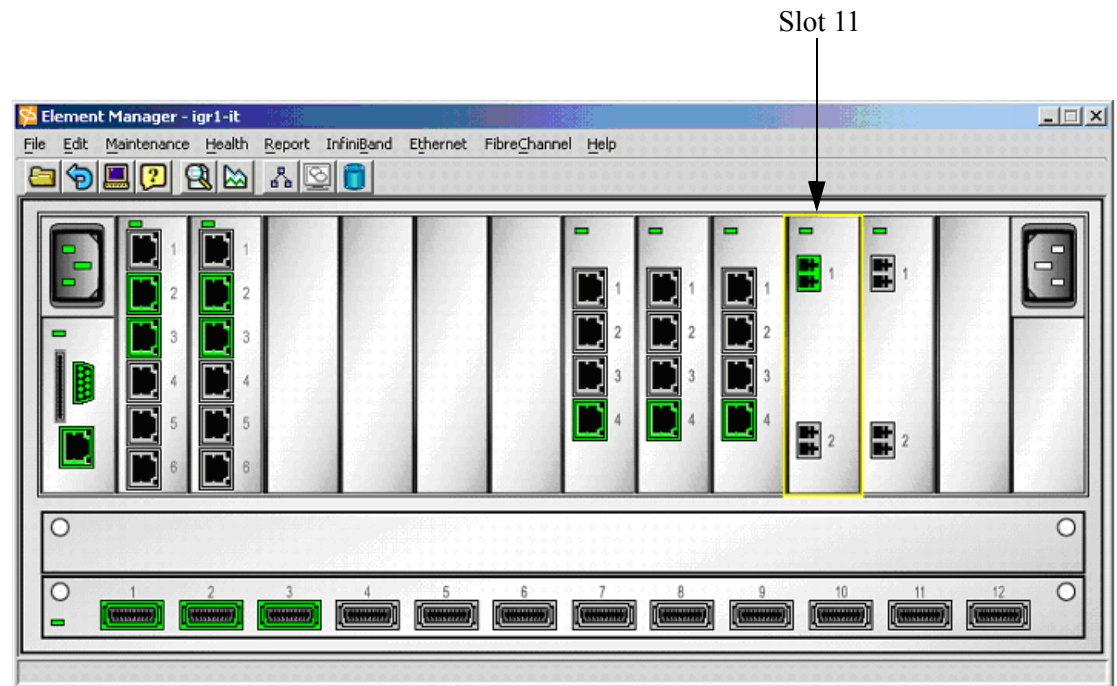 Slot 11
Element Manager - igr1-it
File Edit Maintenance Health Report InfiniBand Ethernet FibreChannel Help
1 1
2 2
3 3
4 4
5 5
6 6
1 1 1 1 1
2 2 2
3 3 3
4 4 4 2 2
1 2 3 4 5 6 7 8 9 10 11 12